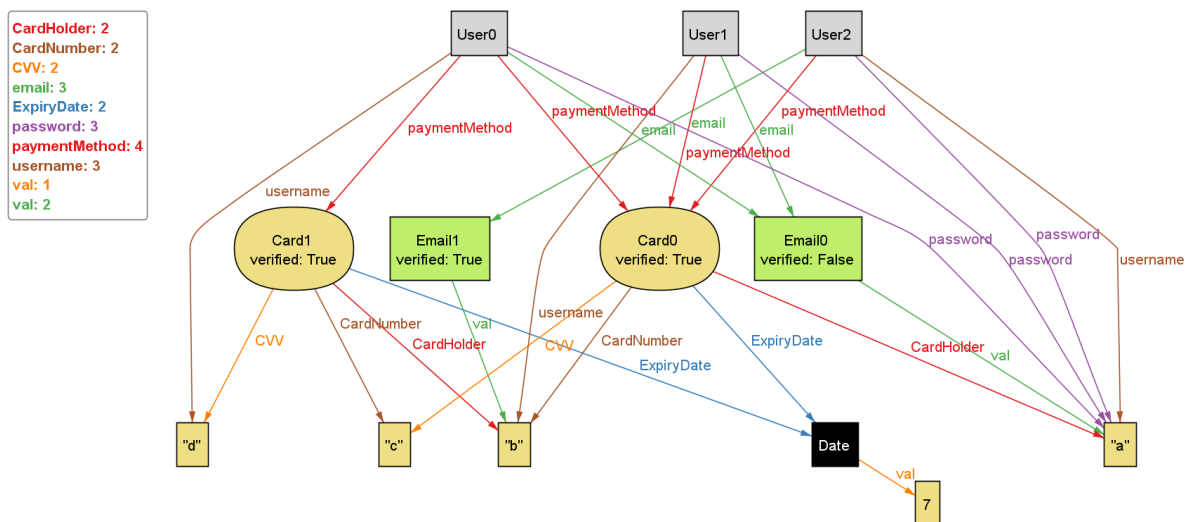 CardHolder: 2
CardNumber: 2
CVV: 2
email: 3
ExpiryDate: 2
password: 3
paymentMethod: 4
username: 3
val: 1
val: 2
User0
User1
User2
paymentMethod
paymentMethod
email
email
email
paymentMethod
paymentMethod
username
Card1
verified: True
Email1
verified: True
Card0
verified: True
Email0
verified: False
password
password
password
username
CVV
CardNumber
CardHolder
val
username
CVV
CardNumber
ExpiryDate
ExpiryDate
CardHolder
val
"d"
"c"
"b"
Date
"a"
val
7